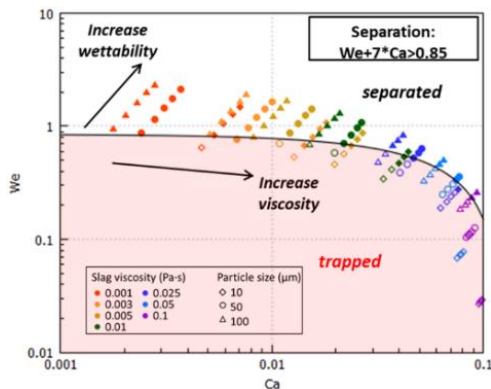 10
Increase
wettability
Separation:
We+7*Ca>0.85
separated
1
We
Increase
viscosity
0.1
trapped
Slag viscosity (Pa-s) Particle size (μm)
0.001 0.025 10
0.003 0.05 50
0.005 0.1 100
0.01
0.01
0.001 0.01 0.1
Ca